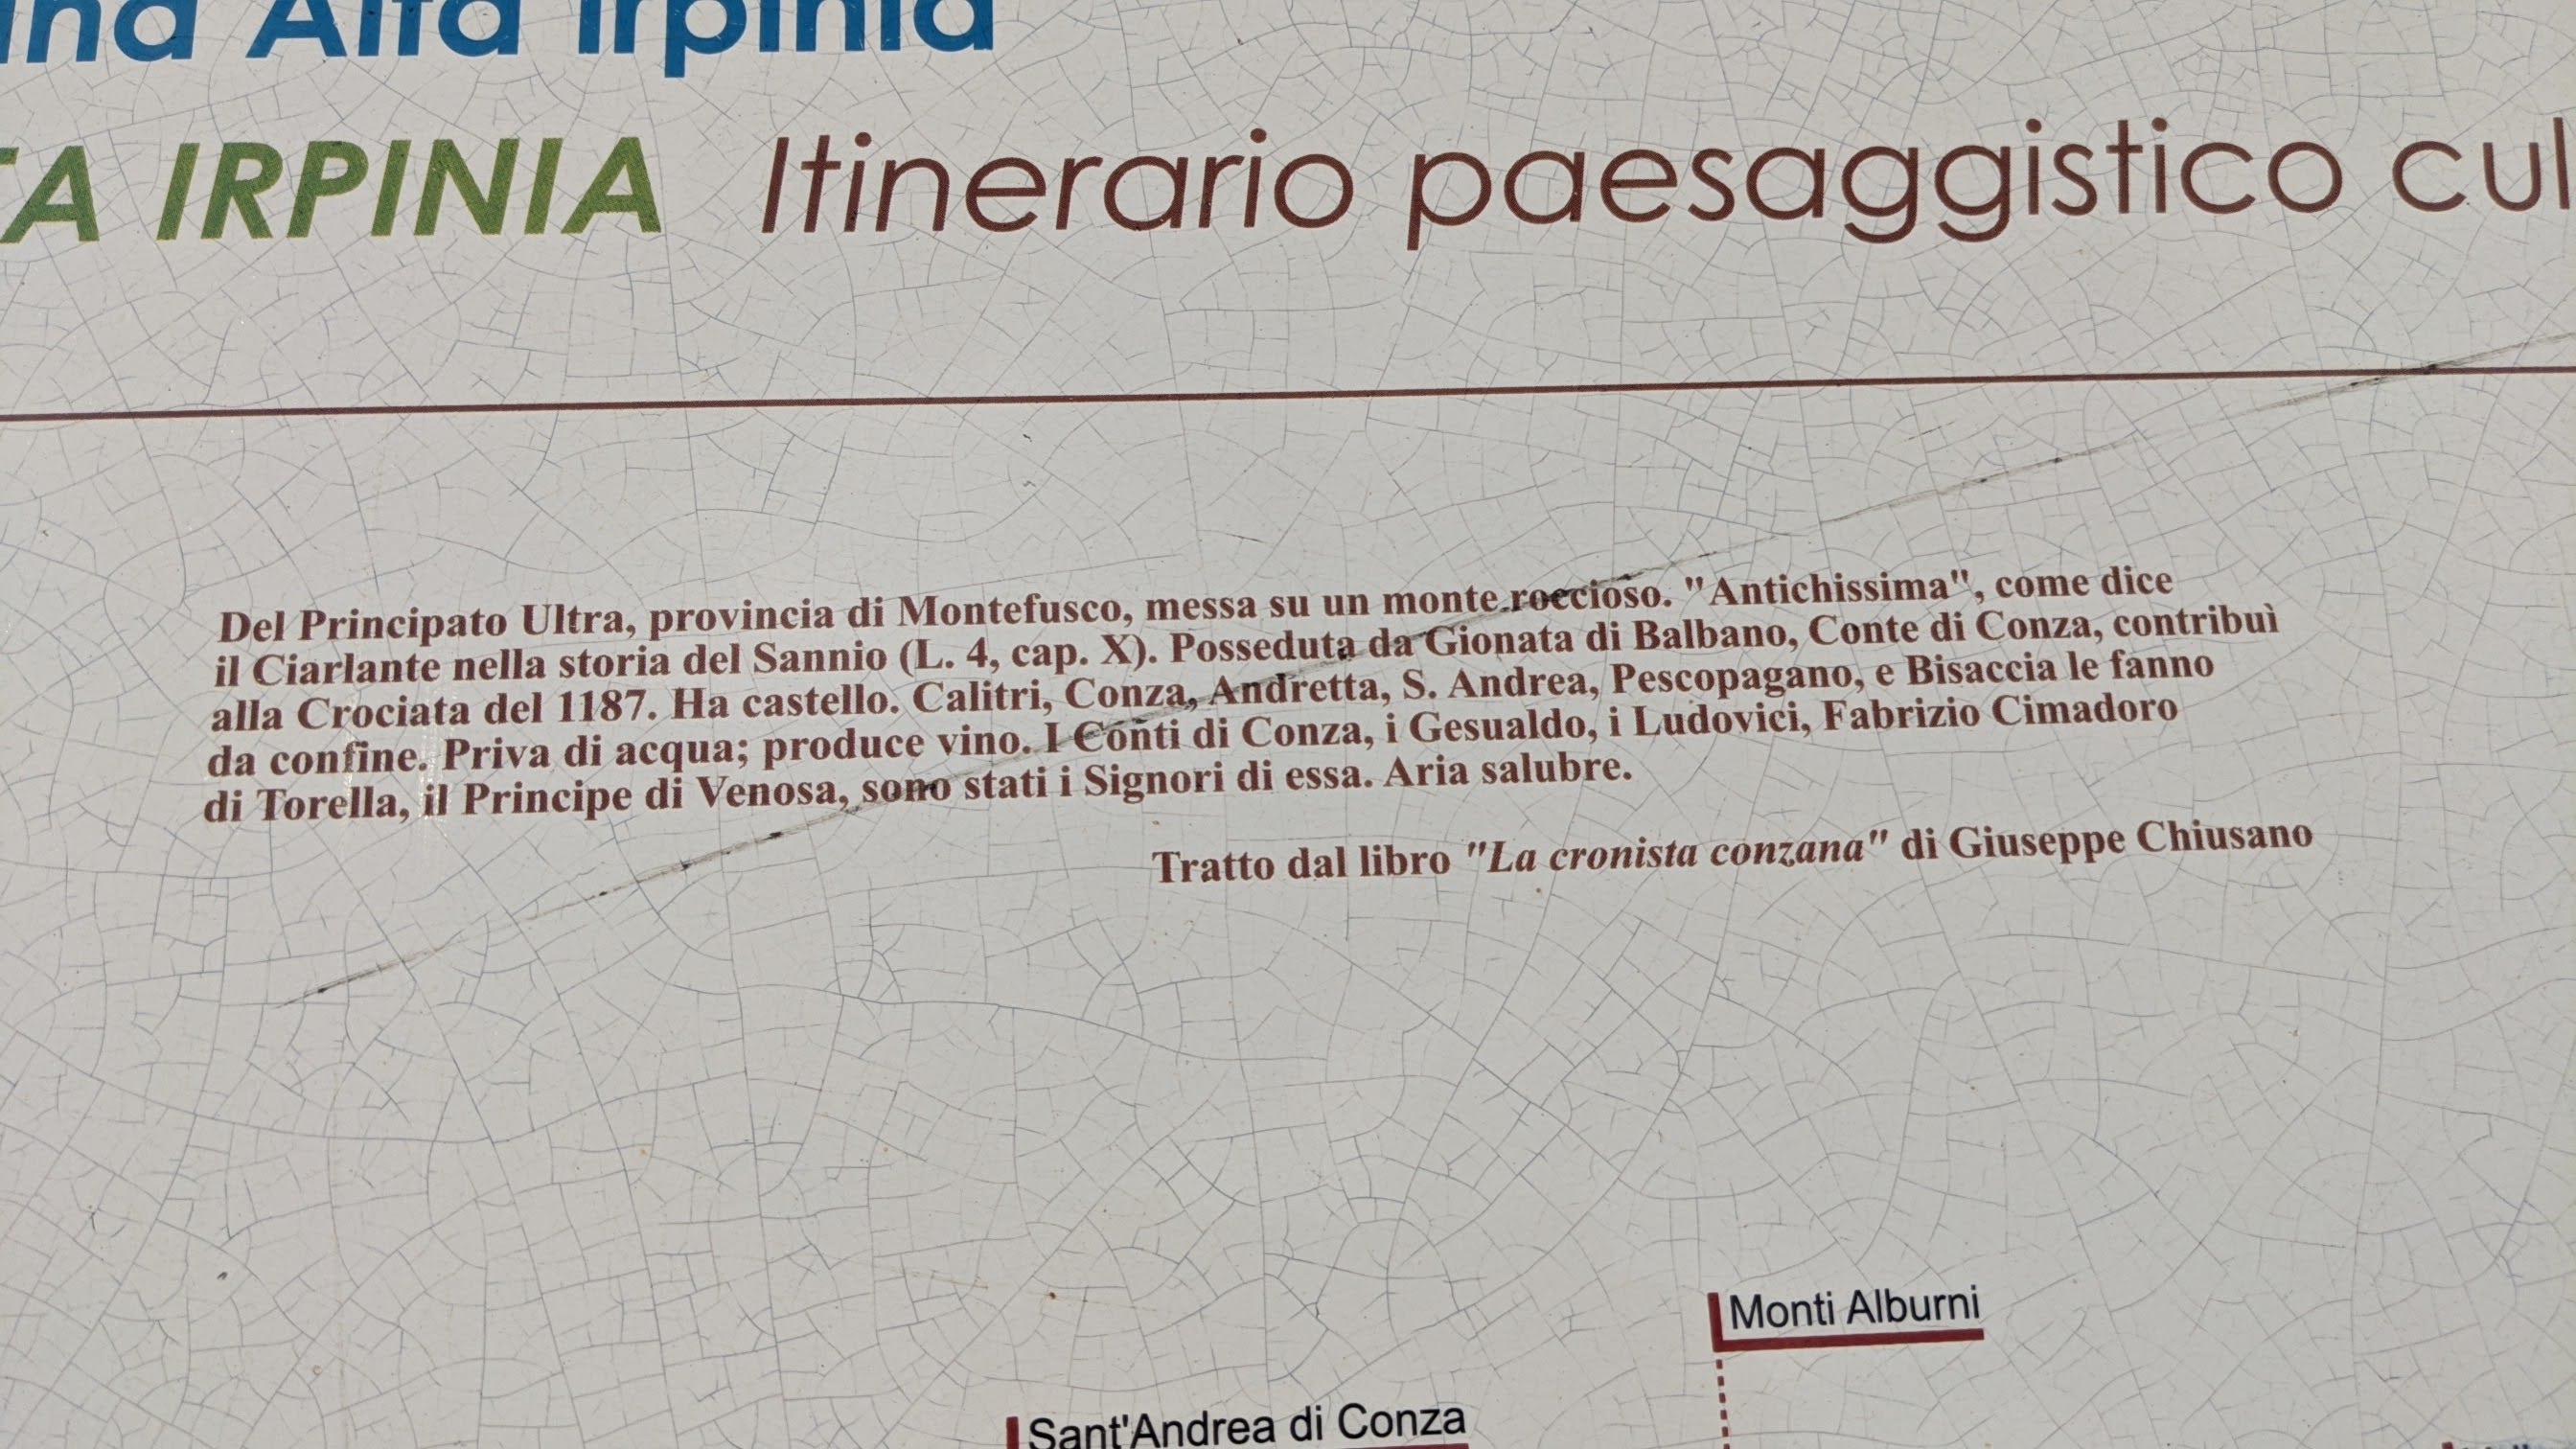 Alta Irpinia
IRPINIA Itinerario paesaggistico
Del Principato Ultra, provincia di Montefusco, messa su un monte roccioso. "Antichissima", come dice
il Ciarlante nella storia del Sannio (L. 4, cap. X). Posseduta da Gionata di Balbano, Conte di Conza, contribuì
alla Crociata del 1187. Ha castello. Calitri, Conza, Andretta, S. Andrea, Pescopagano, e Bisaccia le fanno
da confine. Priva di acqua; produce vino. I Conti di Conza, i Gesualdo, i Ludovici, Fabrizio Cimadoro
di Torella, il Principe di Venosa, sono stati i Signori di essa. Aria salubre.
Tratto dal libro "La cronista conzana" di Giuseppe Chiusano
Monti Alburni
Sant'Andrea di Conza